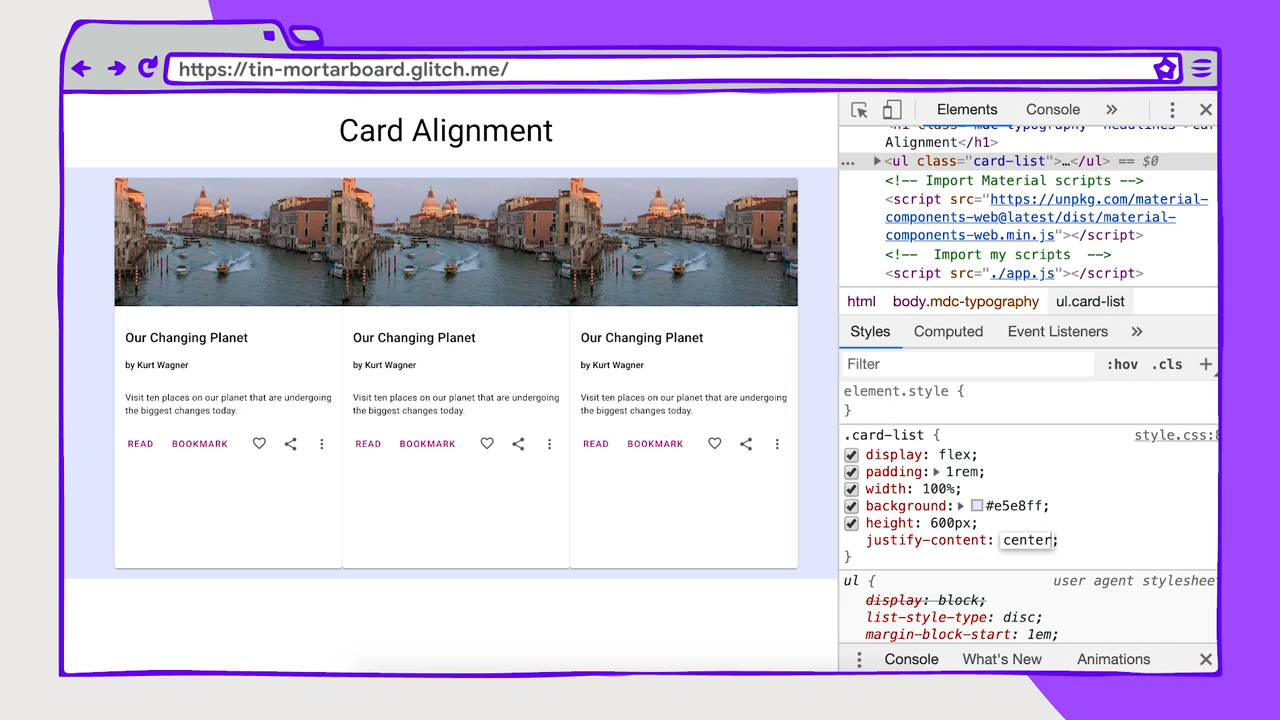 https://tin-mortarboard.glitch.me/
Card Alignment
Our Changing Planet
by Kurt Wagner
Visit ten places on our planet that are undergoing
the biggest changes today.
READ BOOKMARK
Our Changing Planet
by Kurt Wagner
Visit ten places on our planet that are undergoing
the biggest changes today.
READ BOOKMARK
Our Changing Planet
by Kurt Wagner
Visit ten places on our planet that are undergoing
the biggest changes today.
READ BOOKMARK
Elements Console »
Alignment</h1>
… <ul class="card-list">…</ul> == $0
<!-- Import Material scripts -->
<script src="https://unpkg.com/material-
components-web@latest/dist/material-
components-web.min.js"></script>
<!--  Import my scripts  -->
<script src="./app.js"></script>
html body.mdc-typography ul.card-list
Styles Computed Event Listeners »
Filter :hov .cls +
element.style {
}
.card-list { style.css:8
display: flex;
padding: 1rem;
width: 100%;
background: #e5e8ff;
height: 600px;
justify-content: center;
}
ul { user agent stylesheet
display: block;
list-style-type: disc;
margin-block-start: 1em;
Console What's New Animations